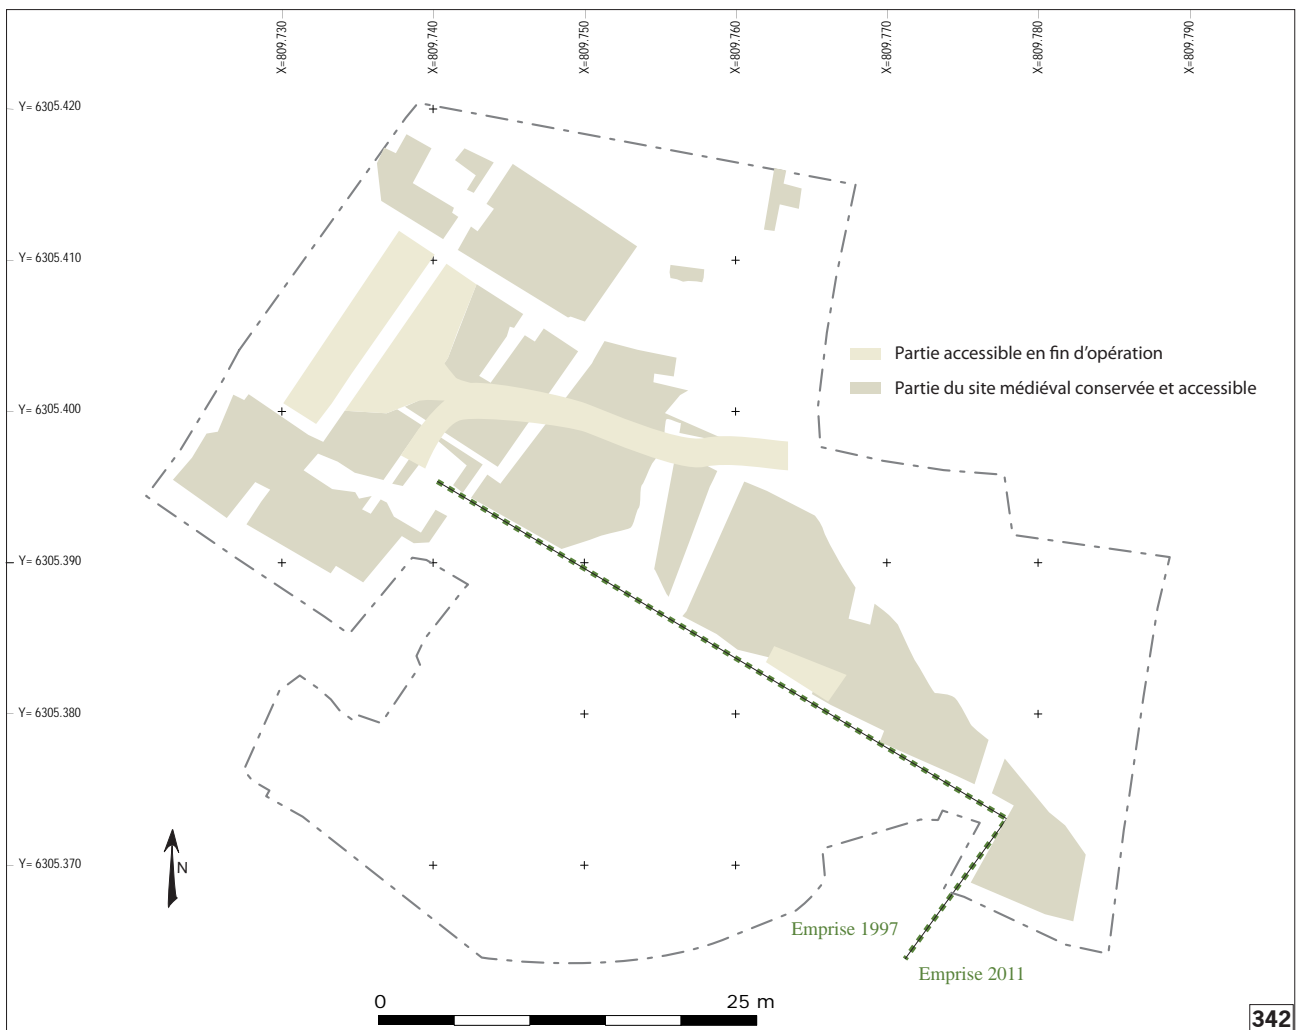 X=809.730
X=809.740
X=809.750
X=809.760
X=809.770
X=809.780
X=809.790
Y= 6305.420
Y= 6305.410
Y= 6305.400
Y= 6305.390
Y= 6305.380
Y= 6305.370
Partie accessible en fin d’opération
Partie du site médiéval conservée et accessible
N
Emprise 1997
Emprise 2011
0 25 m
342